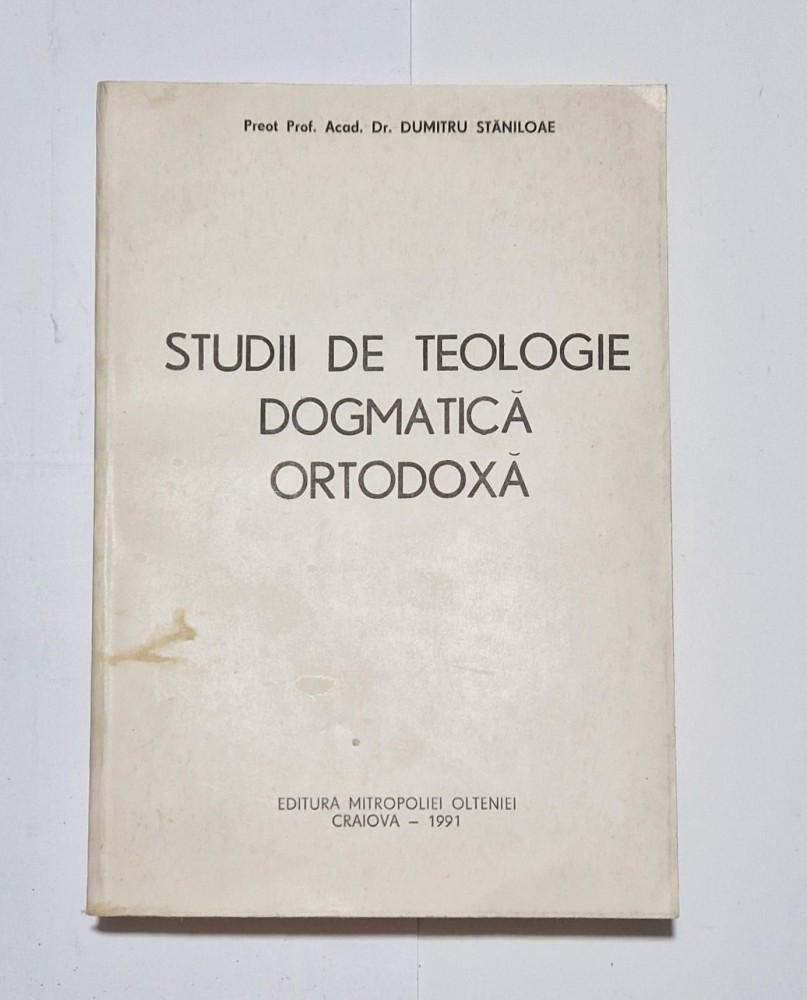 Preot Prof. Acad. Dr. DUMITRU STĂNILOAE
STUDII DE TEOLOGIE
DOGMATICĂ
ORTODOXĂ
EDITURA MITROPOLIEI OLTENIEI
CRAIOVA – 1991